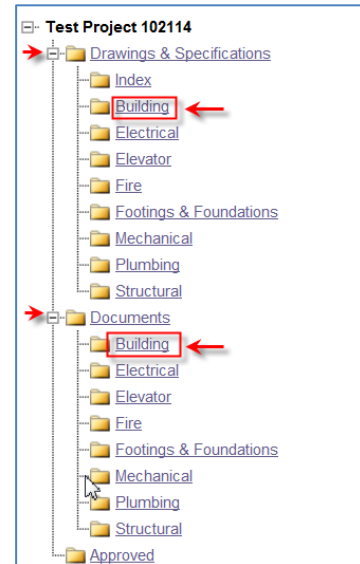 Test Project 102114
Drawings & Specifications
Index
Building
Electrical
Elevator
Fire
Footings & Foundations
Mechanical
Plumbing
Structural
Documents
Building
Electrical
Elevator
Fire
Footings & Foundations
Mechanical
Plumbing
Structural
Approved